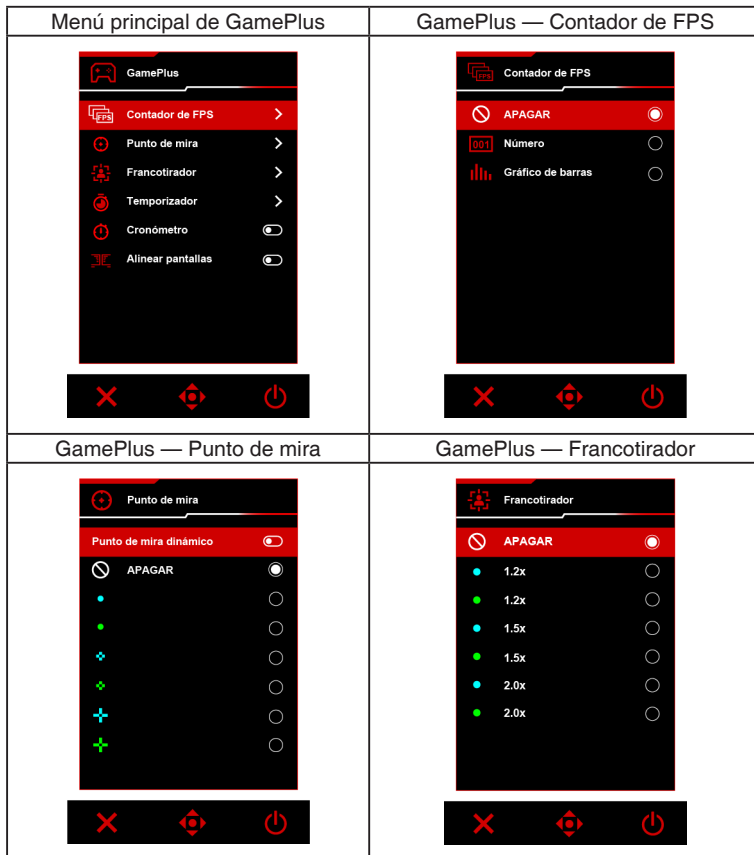 Menú principal de GamePlus
GamePlus
FPS
Contador de FPS
Punto de mira
Francotirador
Temporizador
Cronómetro
Alinear pantallas
GamePlus — Contador de FPS
FPS
Contador de FPS
APAGAR
001
Número
Gráfico de barras
GamePlus — Punto de mira
Punto de mira
Punto de mira dinámico
APAGAR
GamePlus — Francotirador
Francotirador
APAGAR
1.2x
1.2x
1.5x
1.5x
2.0x
2.0x